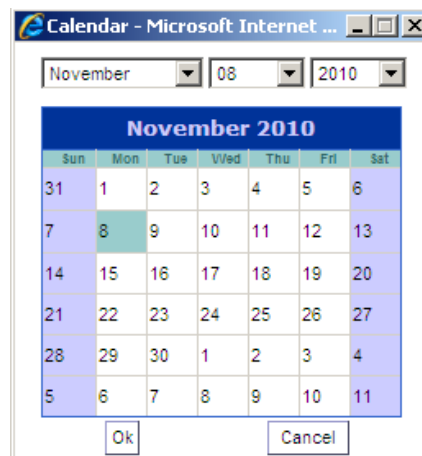 Calendar - Microsoft Internet ...
November 08 2010
November 2010
Sun Mon Tue Wed Thu Fri Sat
31 1 2 3 4 5 6
7 8 9 10 11 12 13
14 15 16 17 18 19 20
21 22 23 24 25 26 27
28 29 30 1 2 3 4
5 6 7 8 9 10 11
Ok Cancel